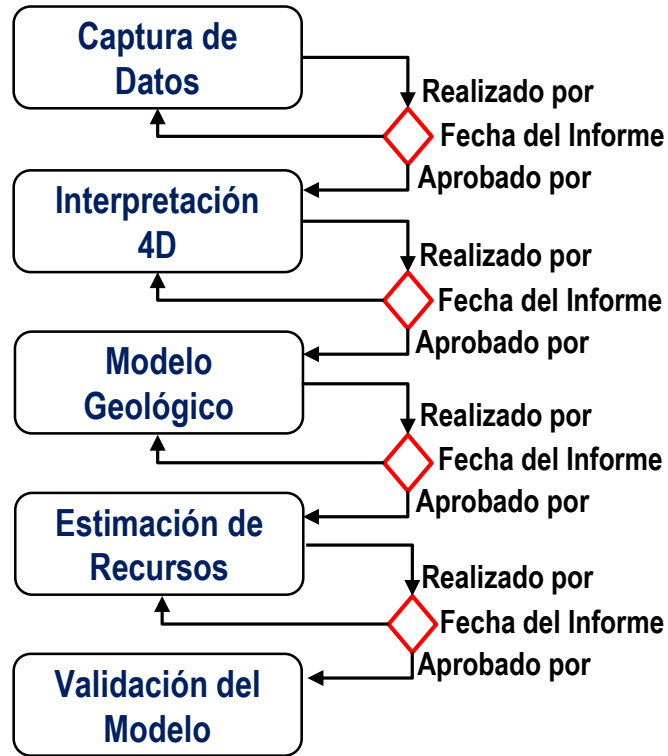 Captura de
Datos
Realizado por
Fecha del Informe
Aprobado por
Interpretación
4D
Realizado por
Fecha del Informe
Aprobado por
Modelo
Geológico
Realizado por
Fecha del Informe
Aprobado por
Estimación de
Recursos
Realizado por
Fecha del Informe
Aprobado por
Validación del
Modelo